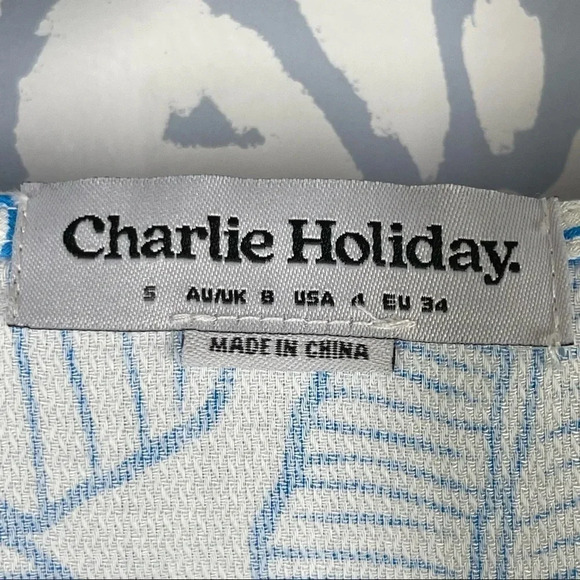 Charlie Holiday.
S AU/UK 8 USA 4 EU 34
MADE IN CHINA